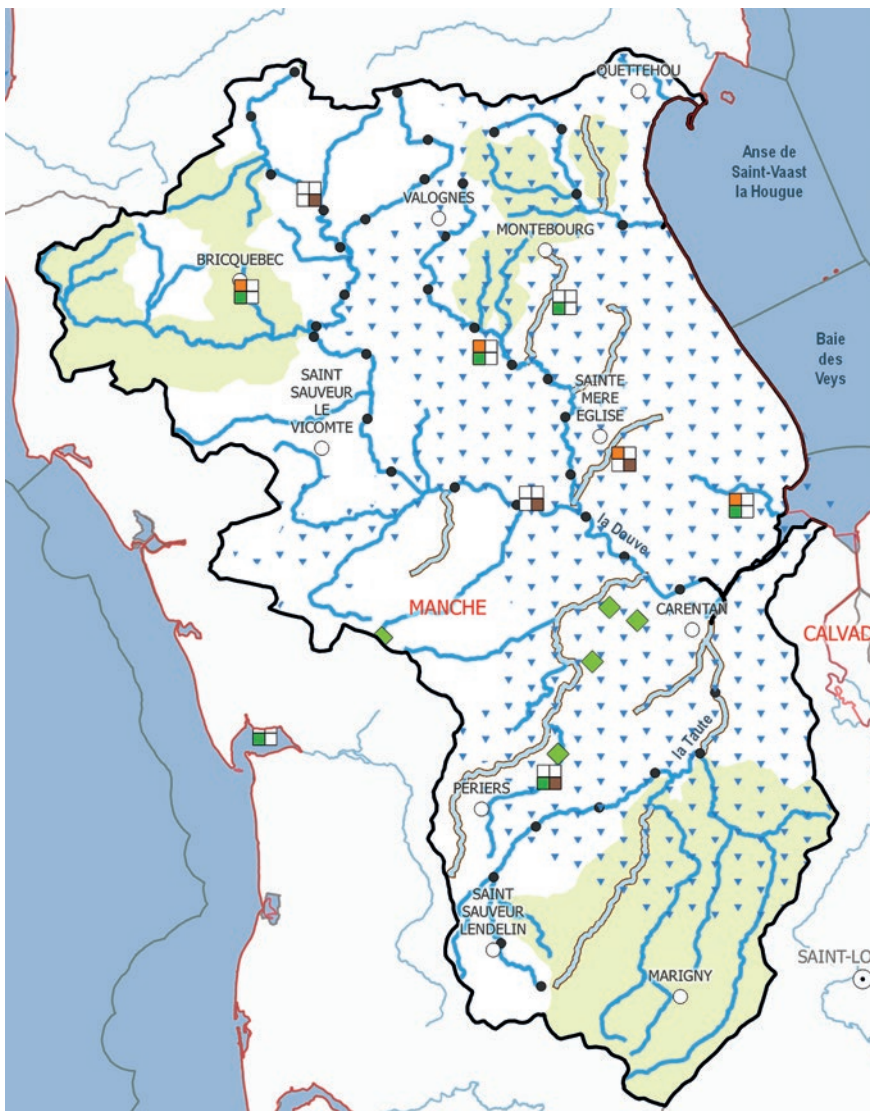 QUETTEHOU
Anse de
Saint-Vaast
la Hougue
VALOGNES
MONTEBOURG
BRICQUEBEC
Baie
des
Veys
SAINT
SAUVEUR
LE
VICOMTE
SAINTE
MERE
EGLISE
la Douve
MANCHE
CARENTAN
CALVAD
la Taute
PERIERS
SAINT
SAUVEUR
LENDELIN
MARIGNY
SAINT-LO